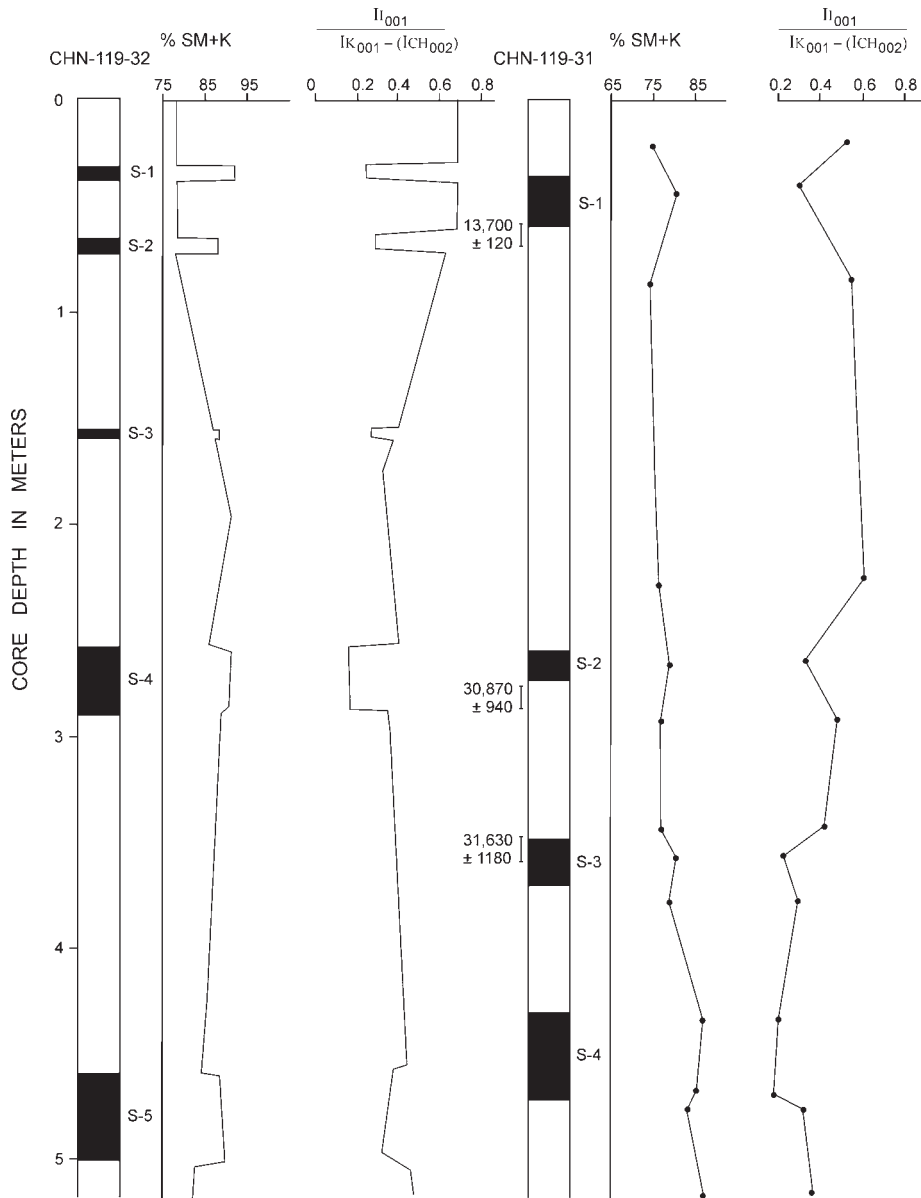 CHN-119-32
% SM+K
75 85 95
II001
IK001 – (ICH002)
0 0.2 0.4 0.6 0.8
CHN-119-31
% SM+K
65 75 85
II001
IK001 – (ICH002)
0.2 0.4 0.6 0.8
CORE DEPTH IN METERS
0
1
2
3
4
5
S-1
S-2
S-3
S-4
S-5
S-1
13,700
± 120
S-2
30,870
± 940
31,630
± 1180
S-3
S-4